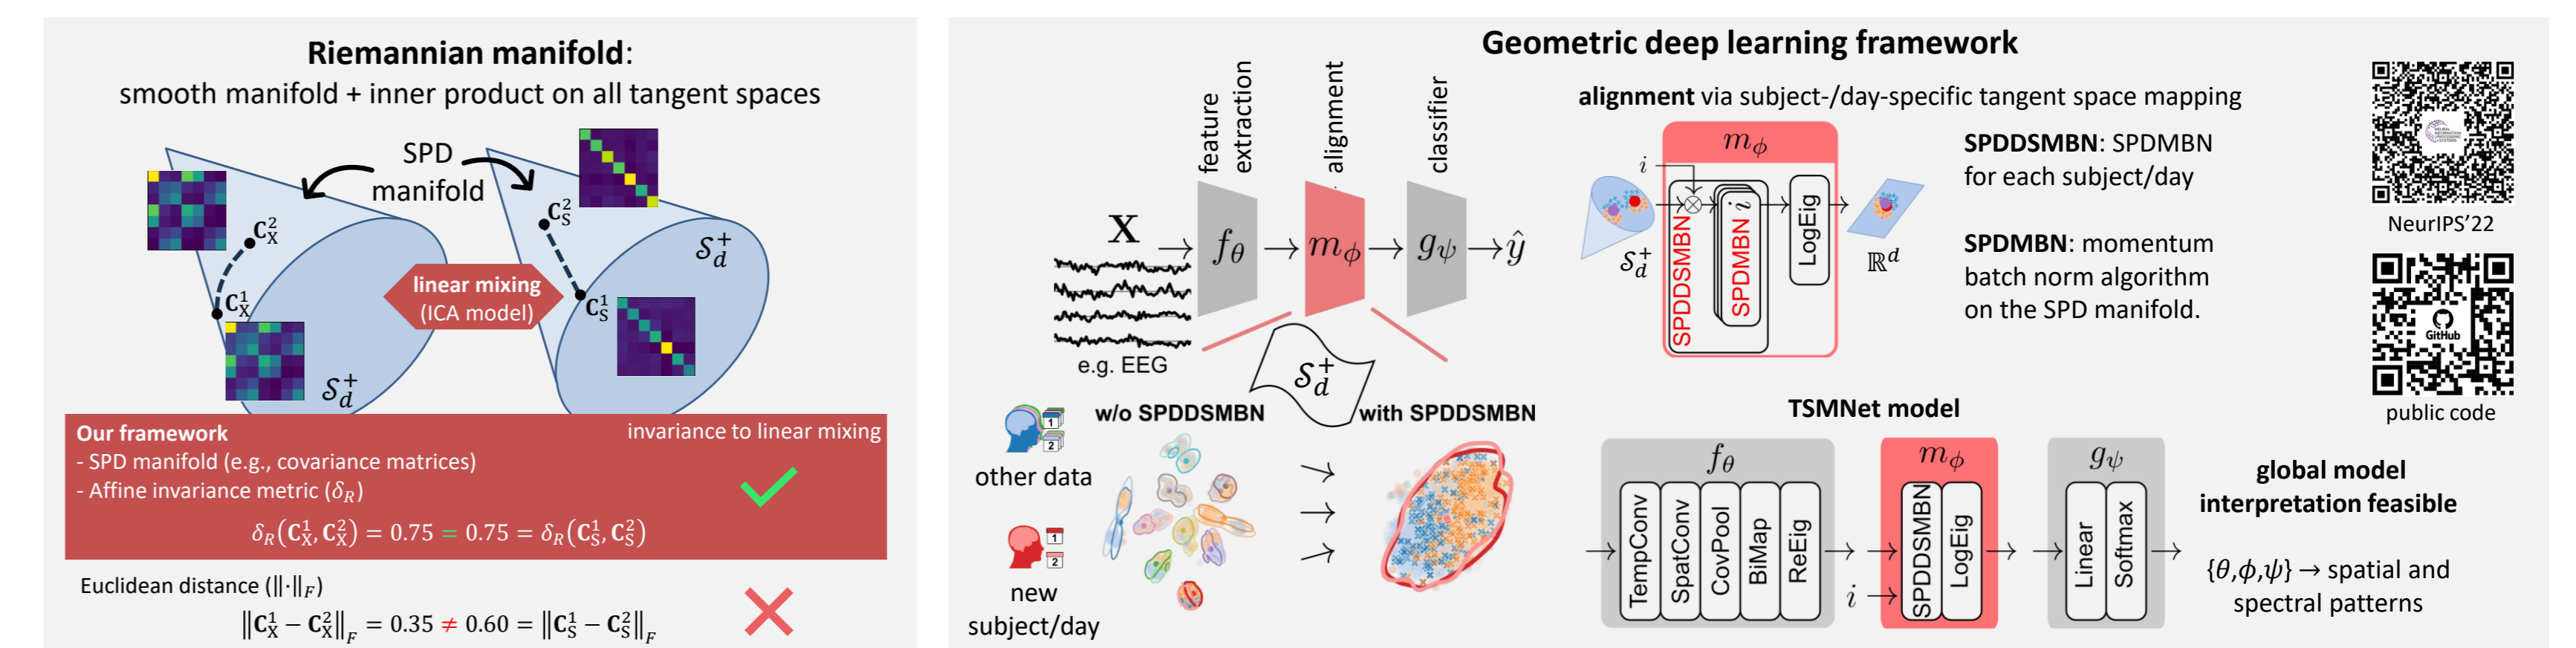 Riemannian manifold:
smooth manifold + inner product on all tangent spaces
SPD
manifold
C_X^2
C_X^1
S_d^+
linear mixing
(ICA model)
C_S^2
C_S^1
S_d^+
Our framework
invariance to linear mixing
- SPD manifold (e.g., covariance matrices)
- Affine invariance metric (δ_R)
δ_R(C_X^1, C_X^2) = 0.75 = 0.75 = δ_R(C_S^1, C_S^2)
Euclidean distance (‖·‖_F)
‖C_X^1 − C_X^2‖_F = 0.35 ≠ 0.60 = ‖C_S^1 − C_S^2‖_F
Geometric deep learning framework
feature
extraction
alignment
classifier
X
f_θ
m_ϕ
g_ψ
ŷ
e.g. EEG
S_d^+
w/o SPDDSMBN
with SPDDSMBN
1
2
other data
1
2
new
subject/day
alignment via subject-/day-specific tangent space mapping
m_ϕ
i
S_d^+
SPDDSMBN
SPDMBN i
LogEig
ℝ^d
SPDDSMBN: SPDMBN
for each subject/day
SPDMBN: momentum
batch norm algorithm
on the SPD manifold.
NeurIPS'22
GitHub
public code
TSMNet model
f_θ
TempConv
SpatConv
CovPool
BiMap
ReEig
m_ϕ
i
SPDDSMBN
LogEig
g_ψ
Linear
Softmax
global model
interpretation feasible
{θ,ϕ,ψ} → spatial and
spectral patterns